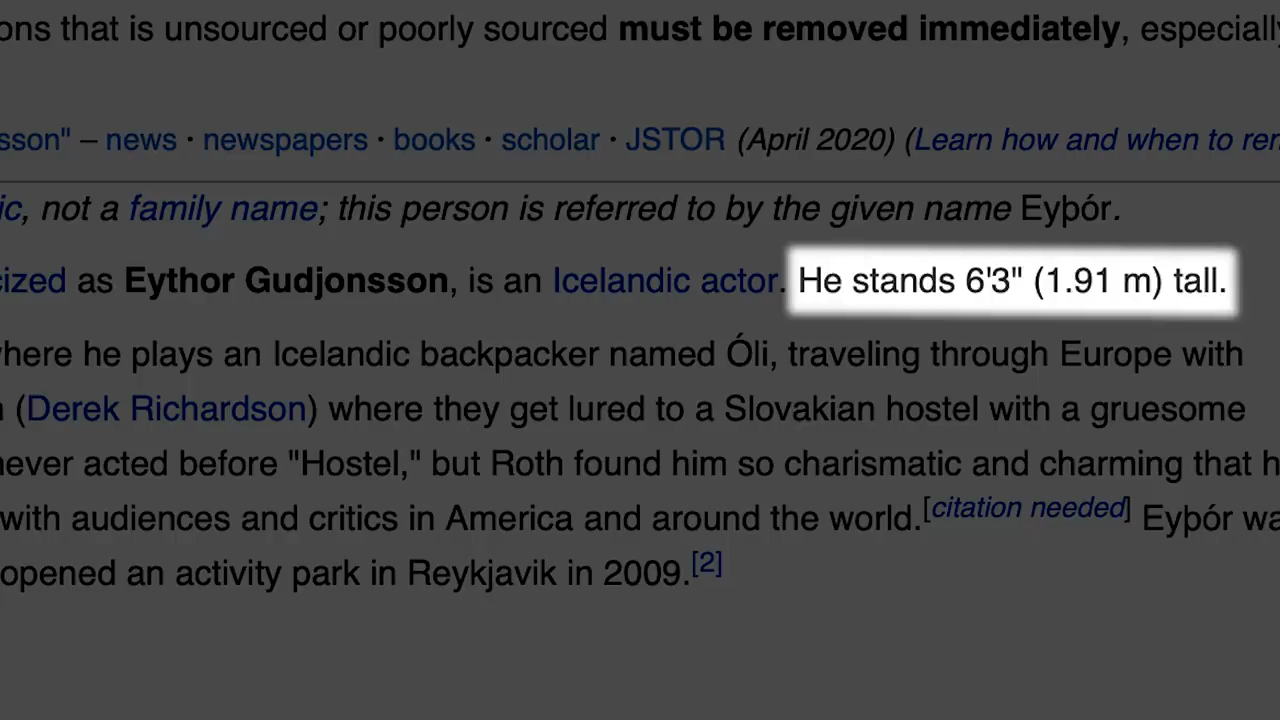 ons that is unsourced or poorly sourced must be removed immediately, especially
sson" – news · newspapers · books · scholar · JSTOR (April 2020) (Learn how and when to rem
ic, not a family name; this person is referred to by the given name Eyþór.
cized as Eythor Gudjonsson, is an Icelandic actor. He stands 6'3" (1.91 m) tall.
where he plays an Icelandic backpacker named Óli, traveling through Europe with
n (Derek Richardson) where they get lured to a Slovakian hostel with a gruesome
never acted before "Hostel," but Roth found him so charismatic and charming that h
with audiences and critics in America and around the world.[citation needed] Eyþór wa
opened an activity park in Reykjavik in 2009.[2]